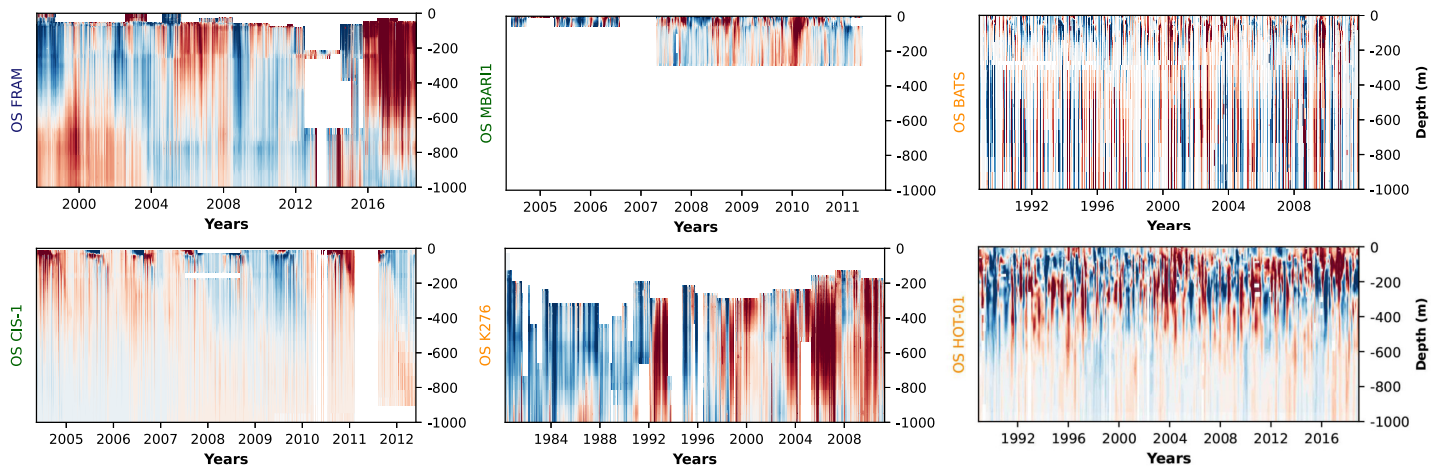 OS FRAM
0
-200
-400
-600
-800
-1000
2000 2004 2008 2012 2016
Years
OS MBARI1
0
-200
-400
-600
-800
-1000
2005 2006 2007 2008 2009 2010 2011
Years
OS BATS
0
-200
-400
-600
-800
-1000
Depth (m)
1992 1996 2000 2004 2008
Years
OS CIS-1
0
-200
-400
-600
-800
-1000
2005 2006 2007 2008 2009 2010 2011 2012
Years
OS K276
0
-200
-400
-600
-800
-1000
1984 1988 1992 1996 2000 2004 2008
Years
OS HOT-01
0
-200
-400
-600
-800
-1000
Depth (m)
1992 1996 2000 2004 2008 2012 2016
Years